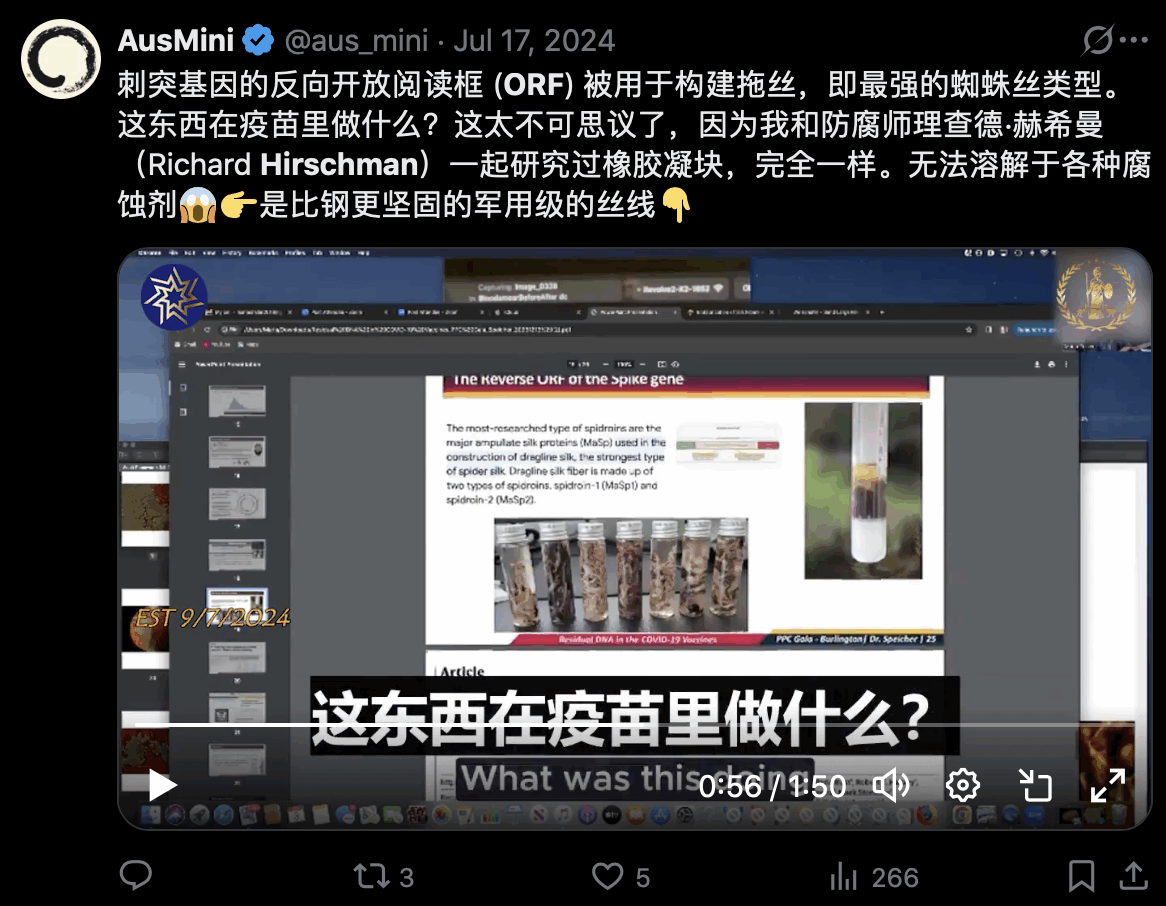 AusMini @aus_mini · Jul 17, 2024
刺突基因的反向开放阅读框 (ORF) 被用于构建拖丝，即最强的蜘蛛丝类型。
这东西在疫苗里做什么？这太不可思议了，因为我和防腐师理查德·赫希曼
（Richard Hirschman）一起研究过橡胶凝块，完全一样。无法溶解于各种腐
蚀剂😱👉是比钢更坚固的军用级的丝线👇
Capturing Image_0328
PowerPoint Presentation
The Reverse ORF of the Spike gene
The most-researched type of spidroins are the
major ampullate silk proteins (MaSp) used in the
construction of dragline silk, the strongest type
of spider silk. Dragline silk fiber is made up of
two types of spidroins, spidroin-1 (MaSp1) and
spidroin-2 (MaSp2).
EST 9/7/2024
Residual DNA in the COVID-19 Vaccines
PPC Gala - Burlington | Dr. Speicher | 25
Article
这东西在疫苗里做什么？
What was this doing
0:56 / 1:50
3
5
266